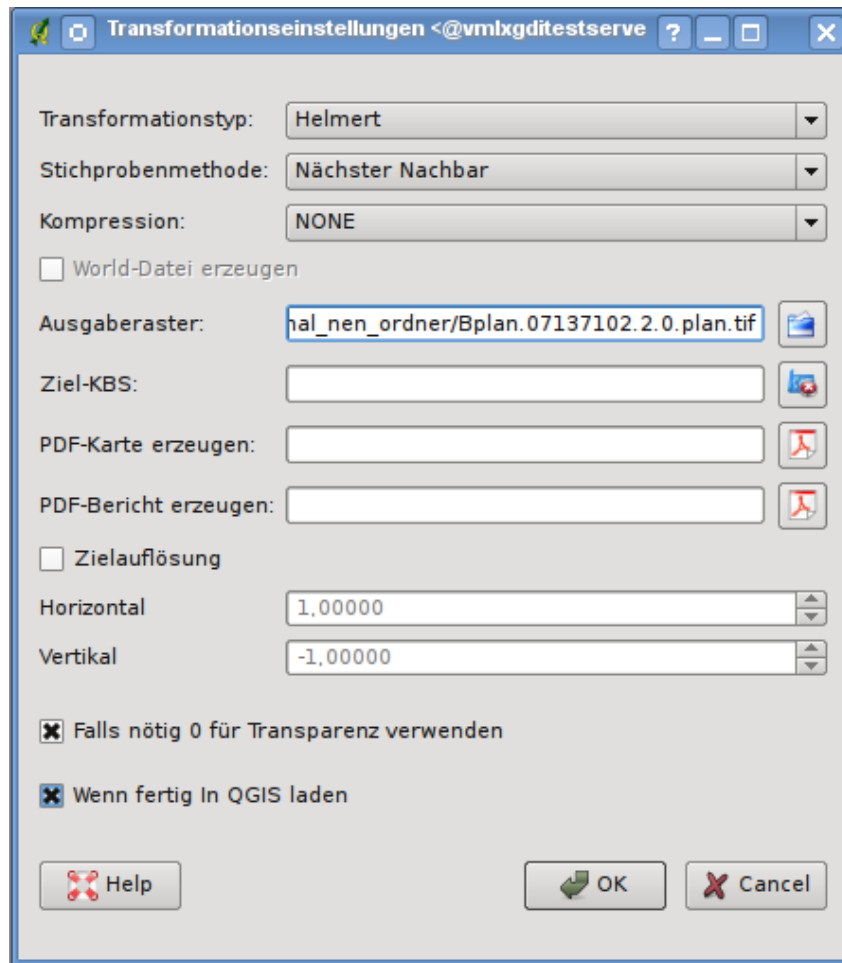 Transformationseinstellungen <@vmlxgditestserve
Transformationstyp: Helmert
Stichprobenmethode: Nächster Nachbar
Kompression: NONE
World-Datei erzeugen
Ausgaberaster: nal_nen_ordner/Bplan.07137102.2.0.plan.tif
Ziel-KBS:
PDF-Karte erzeugen:
PDF-Bericht erzeugen:
Zielauflösung
Horizontal 1,00000
Vertikal -1,00000
Falls nötig 0 für Transparenz verwenden
Wenn fertig In QGIS laden
Help OK Cancel